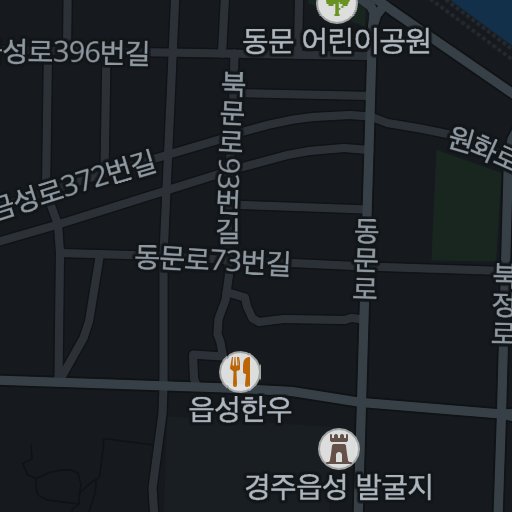 동문 어린이공원
성로396번길
북문로93번길
원화로
금성로372번길
동문로
동문로73번길
북정로
읍성한우
경주읍성 발굴지